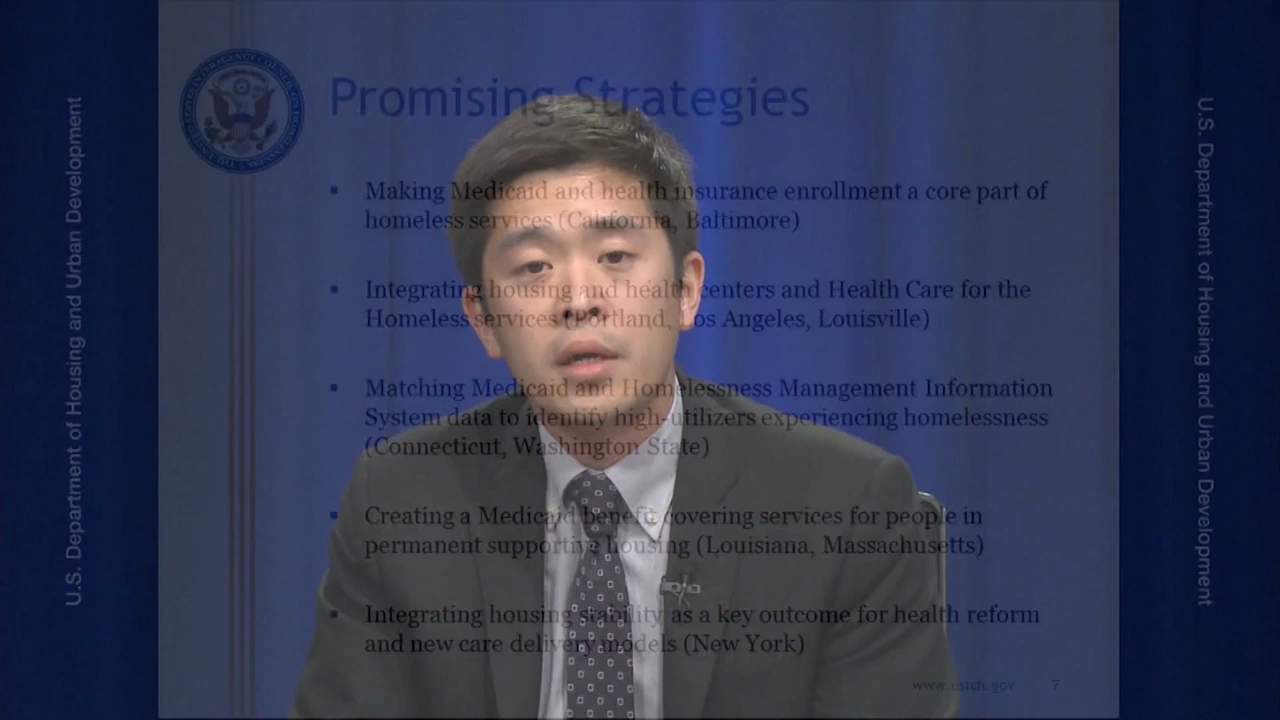 Promising Strategies
▪ Making Medicaid and health insurance enrollment a core part of
homeless services (California, Baltimore)
▪ Integrating housing and health centers and Health Care for the
Homeless services (Portland, Los Angeles, Louisville)
▪ Matching Medicaid and Homelessness Management Information
System data to identify high-utilizers experiencing homelessness
(Connecticut, Washington State)
▪ Creating a Medicaid benefit covering services for people in
permanent supportive housing (Louisiana, Massachusetts)
▪ Integrating housing stability as a key outcome for health reform
and new care delivery models (New York)
www.usich.gov 7
U.S. Department of Housing and Urban Development
U.S. Department of Housing and Urban Development